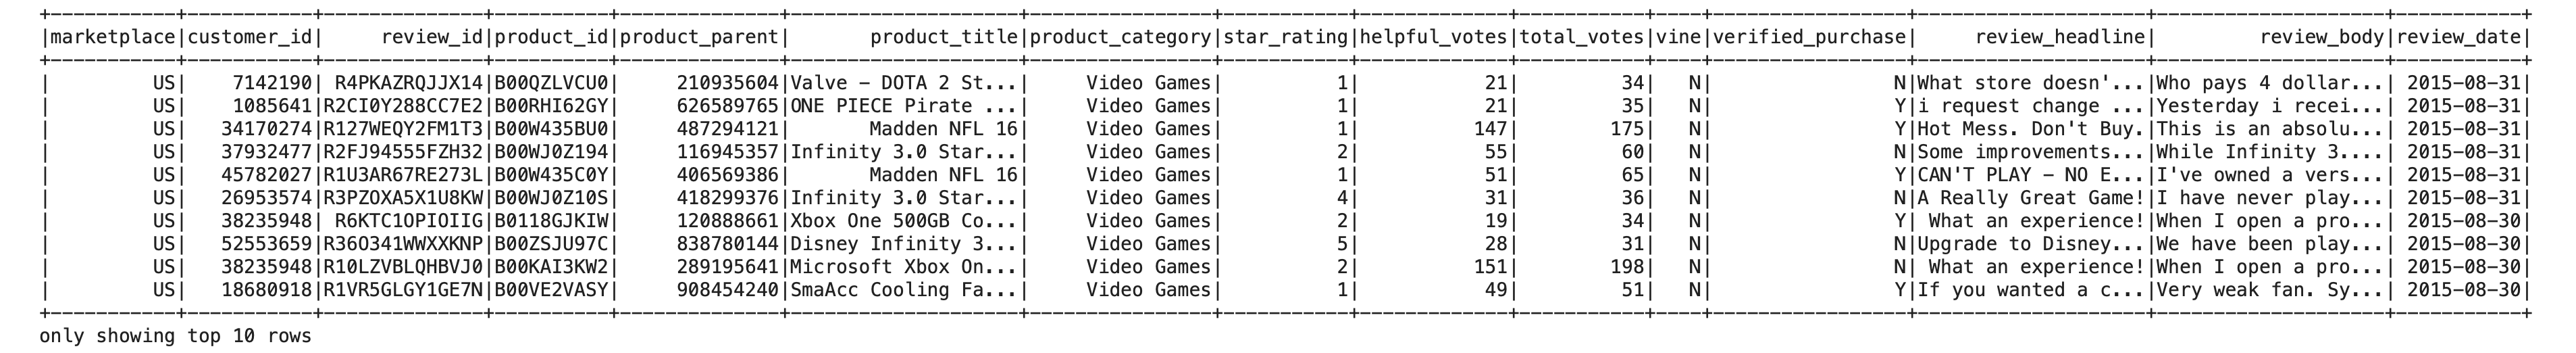 +-----------+-----------+--------------+----------+--------------+--------------------+----------------+-----------+-------------+-----------+----+-----------------+--------------------+--------------------+-----------+
|marketplace|customer_id|     review_id|product_id|product_parent|       product_title|product_category|star_rating|helpful_votes|total_votes|vine|verified_purchase|     review_headline|         review_body|review_date|
+-----------+-----------+--------------+----------+--------------+--------------------+----------------+-----------+-------------+-----------+----+-----------------+--------------------+--------------------+-----------+
|         US|    7142190| R4PKAZRQJJX14|B00QZLVCU0|     210935604|Valve - DOTA 2 St...|     Video Games|          1|           21|         34|   N|                N|What store doesn'...|Who pays 4 dollar...| 2015-08-31|
|         US|    1085641|R2CI0Y288CC7E2|B00RHI62GY|     626589765|ONE PIECE Pirate ...|     Video Games|          1|           21|         35|   N|                Y|i request change ...|Yesterday i recei...| 2015-08-31|
|         US|   34170274|R127WEQY2FM1T3|B00W435BU0|     487294121|       Madden NFL 16|     Video Games|          1|          147|        175|   N|                Y|Hot Mess. Don't Buy.|This is an absolu...| 2015-08-31|
|         US|   37932477|R2FJ94555FZH32|B00WJ0Z194|     116945357|Infinity 3.0 Star...|     Video Games|          2|           55|         60|   N|                N|Some improvements...|While Infinity 3....| 2015-08-31|
|         US|   45782027|R1U3AR67RE273L|B00W435C0Y|     406569386|       Madden NFL 16|     Video Games|          1|           51|         65|   N|                Y|CAN'T PLAY - NO E...|I've owned a vers...| 2015-08-31|
|         US|   26953574|R3PZOXA5X1U8KW|B00WJ0Z10S|     418299376|Infinity 3.0 Star...|     Video Games|          4|           31|         36|   N|                N|A Really Great Game!|I have never play...| 2015-08-31|
|         US|   38235948| R6KTC1OPIOIIG|B0118GJKIW|     120888661|Xbox One 500GB Co...|     Video Games|          2|           19|         34|   N|                Y| What an experience!|When I open a pro...| 2015-08-30|
|         US|   52553659|R36O341WWXXKNP|B00ZSJU97C|     838780144|Disney Infinity 3...|     Video Games|          5|           28|         31|   N|                N|Upgrade to Disney...|We have been play...| 2015-08-30|
|         US|   38235948|R10LZVBLQHBVJ0|B00KAI3KW2|     289195641|Microsoft Xbox On...|     Video Games|          2|          151|        198|   N|                N| What an experience!|When I open a pro...| 2015-08-30|
|         US|   18680918|R1VR5GLGY1GE7N|B00VE2VASY|     908454240|SmaAcc Cooling Fa...|     Video Games|          1|           49|         51|   N|                Y|If you wanted a c...|Very weak fan. Sy...| 2015-08-30|
+-----------+-----------+--------------+----------+--------------+--------------------+----------------+-----------+-------------+-----------+----+-----------------+--------------------+--------------------+-----------+
only showing top 10 rows